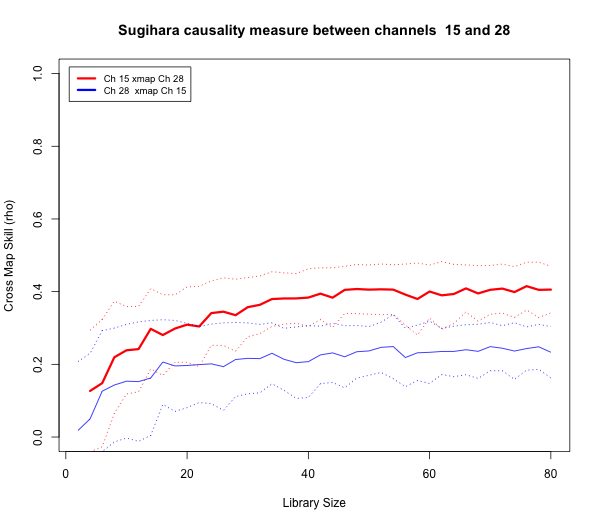 Sugihara causality measure between channels  15 and 28
Ch 15 xmap Ch 28
Ch 28  xmap Ch 15
Cross Map Skill (rho)
1.0
0.8
0.6
0.4
0.2
0.0
0 20 40 60 80
Library Size